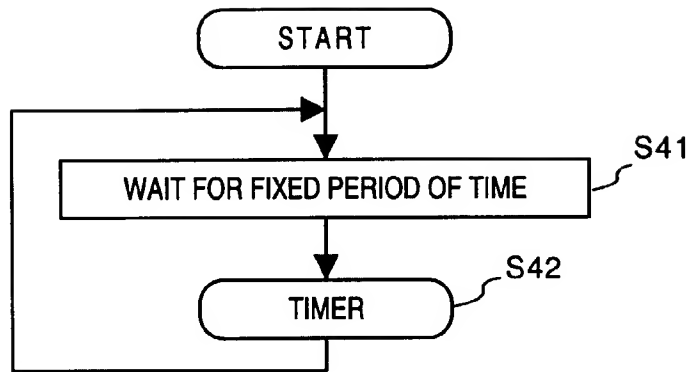 START
WAIT FOR FIXED PERIOD OF TIME
S41
TIMER
S42